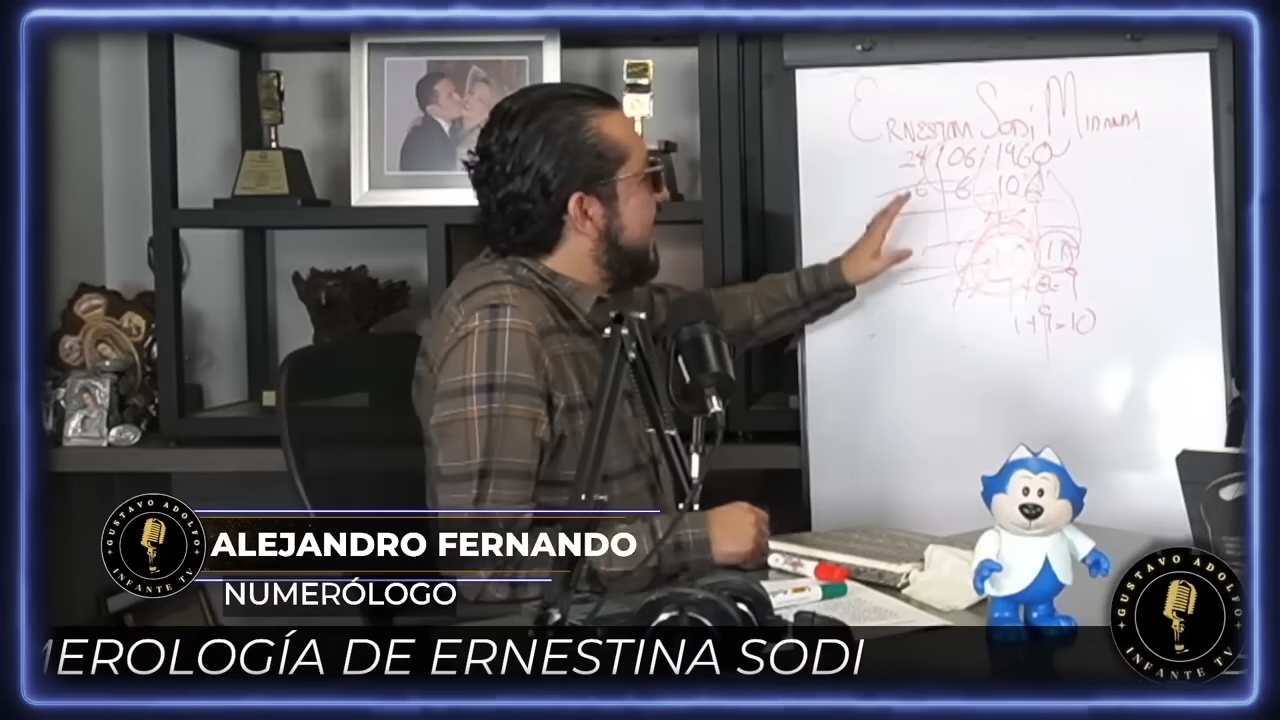 ERNESTINA SODI MIRANDA
24/06/1960
6 6 10
1+9=10
ALEJANDRO FERNANDO
NUMERÓLOGO
MEROLOGÍA DE ERNESTINA SODI
GUSTAVO ADOLFO
INFANTE TV
GUSTAVO ADOLFO
INFANTE TV